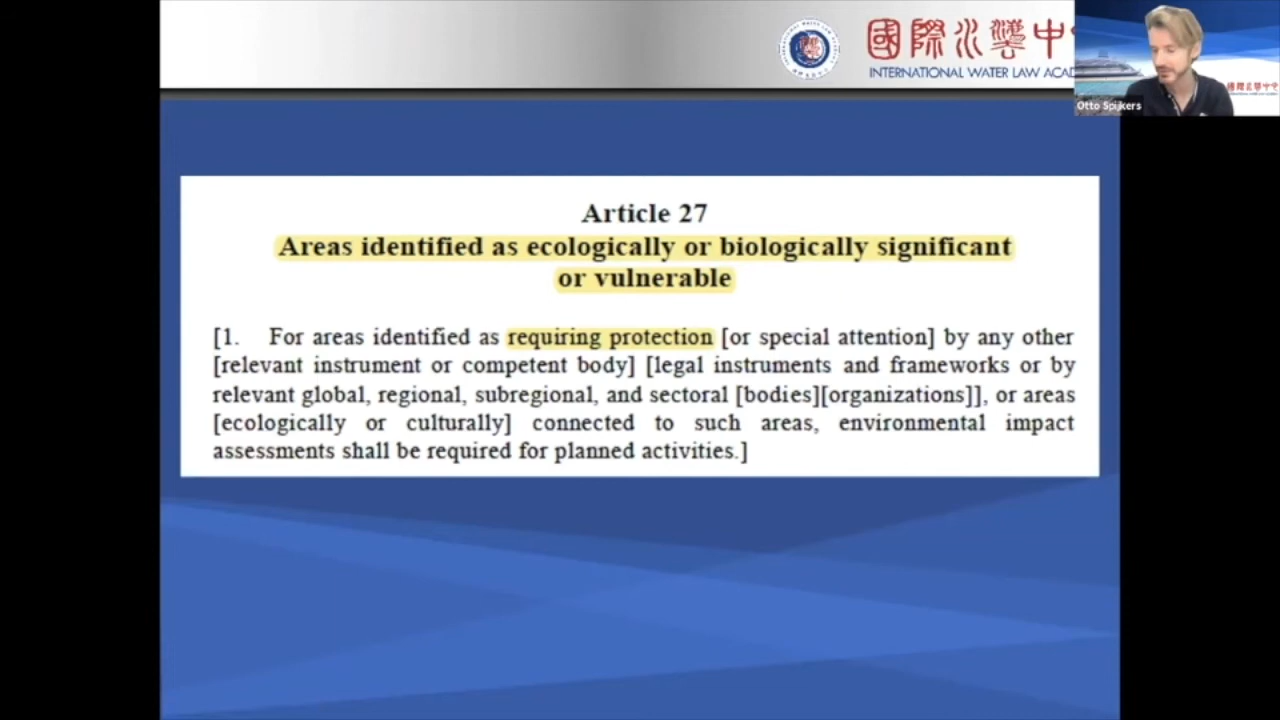 國際水灋中
INTERNATIONAL WATER LAW ACAD
Otto Spijkers
Article 27
Areas identified as ecologically or biologically significant
or vulnerable
[1. For areas identified as requiring protection [or special attention] by any other
[relevant instrument or competent body] [legal instruments and frameworks or by
relevant global, regional, subregional, and sectoral [bodies][organizations]], or areas
[ecologically or culturally] connected to such areas, environmental impact
assessments shall be required for planned activities.]